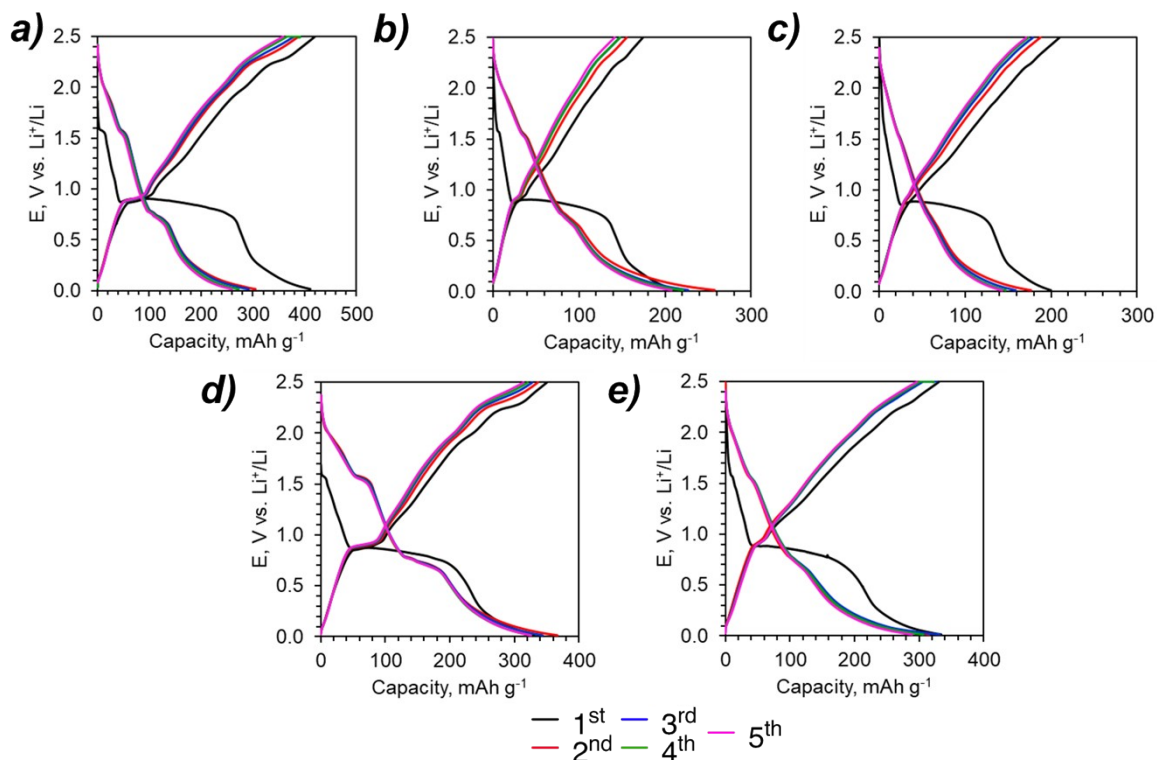 a)
2.5
2.0
1.5
1.0
0.5
0.0
E, V vs. Li⁺/Li
0 100 200 300 400 500
Capacity, mAh g⁻¹
b)
2.5
2.0
1.5
1.0
0.5
0.0
E, V vs. Li⁺/Li
0 100 200 300
Capacity, mAh g⁻¹
c)
2.5
2.0
1.5
1.0
0.5
0.0
E, V vs. Li⁺/Li
0 100 200 300
Capacity, mAh g⁻¹
d)
2.5
2.0
1.5
1.0
0.5
0.0
E, V vs. Li⁺/Li
0 100 200 300 400
Capacity, mAh g⁻¹
e)
2.5
2.0
1.5
1.0
0.5
0.0
E, V vs. Li⁺/Li
0 100 200 300 400
Capacity, mAh g⁻¹
1st 3rd 5th
2nd 4th